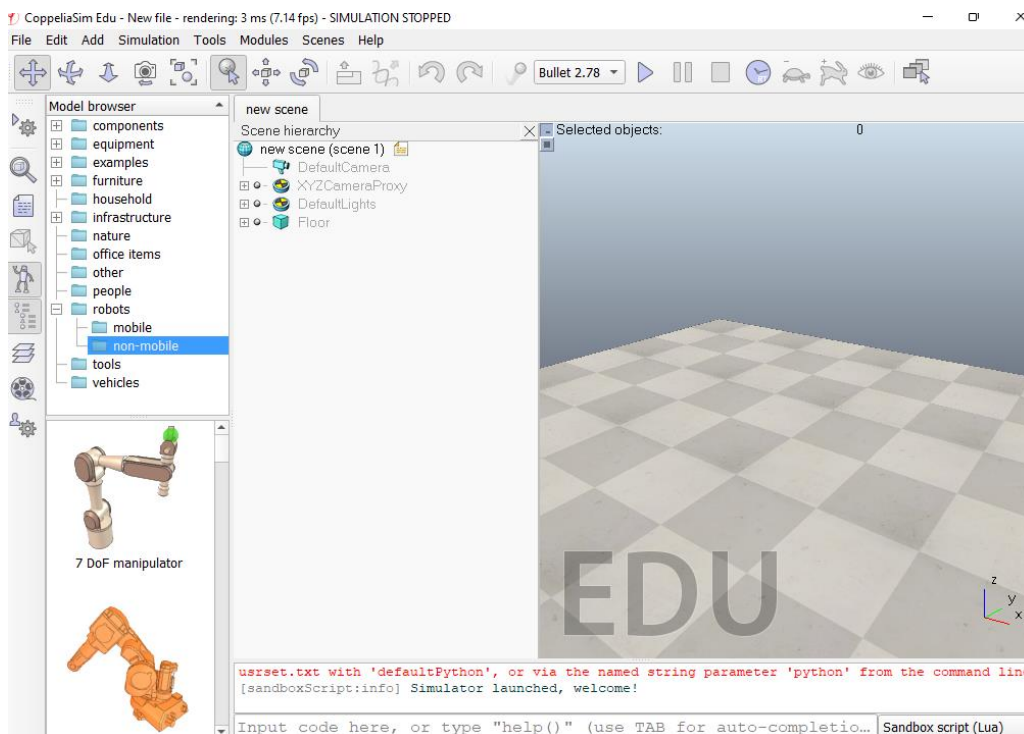 CoppeliaSim Edu - New file - rendering: 3 ms (7.14 fps) - SIMULATION STOPPED
File Edit Add Simulation Tools Modules Scenes Help
Bullet 2.78
RT
Model browser
components
equipment
examples
furniture
household
infrastructure
nature
office items
other
people
robots
mobile
non-mobile
tools
vehicles
7 DoF manipulator
new scene
Scene hierarchy
new scene (scene 1)
DefaultCamera
XYZCameraProxy
DefaultLights
Floor
Selected objects: 0
EDU
z
y
x
usrset.txt with 'defaultPython', or via the named string parameter 'python' from the command lin
[sandboxScript:info] Simulator launched, welcome!
Input code here, or type "help()" (use TAB for auto-completio... Sandbox script (Lua)